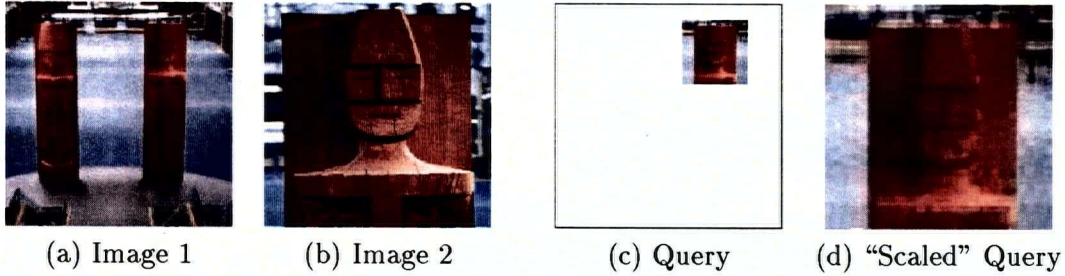 (a) Image 1
(b) Image 2
(c) Query
(d) “Scaled” Query